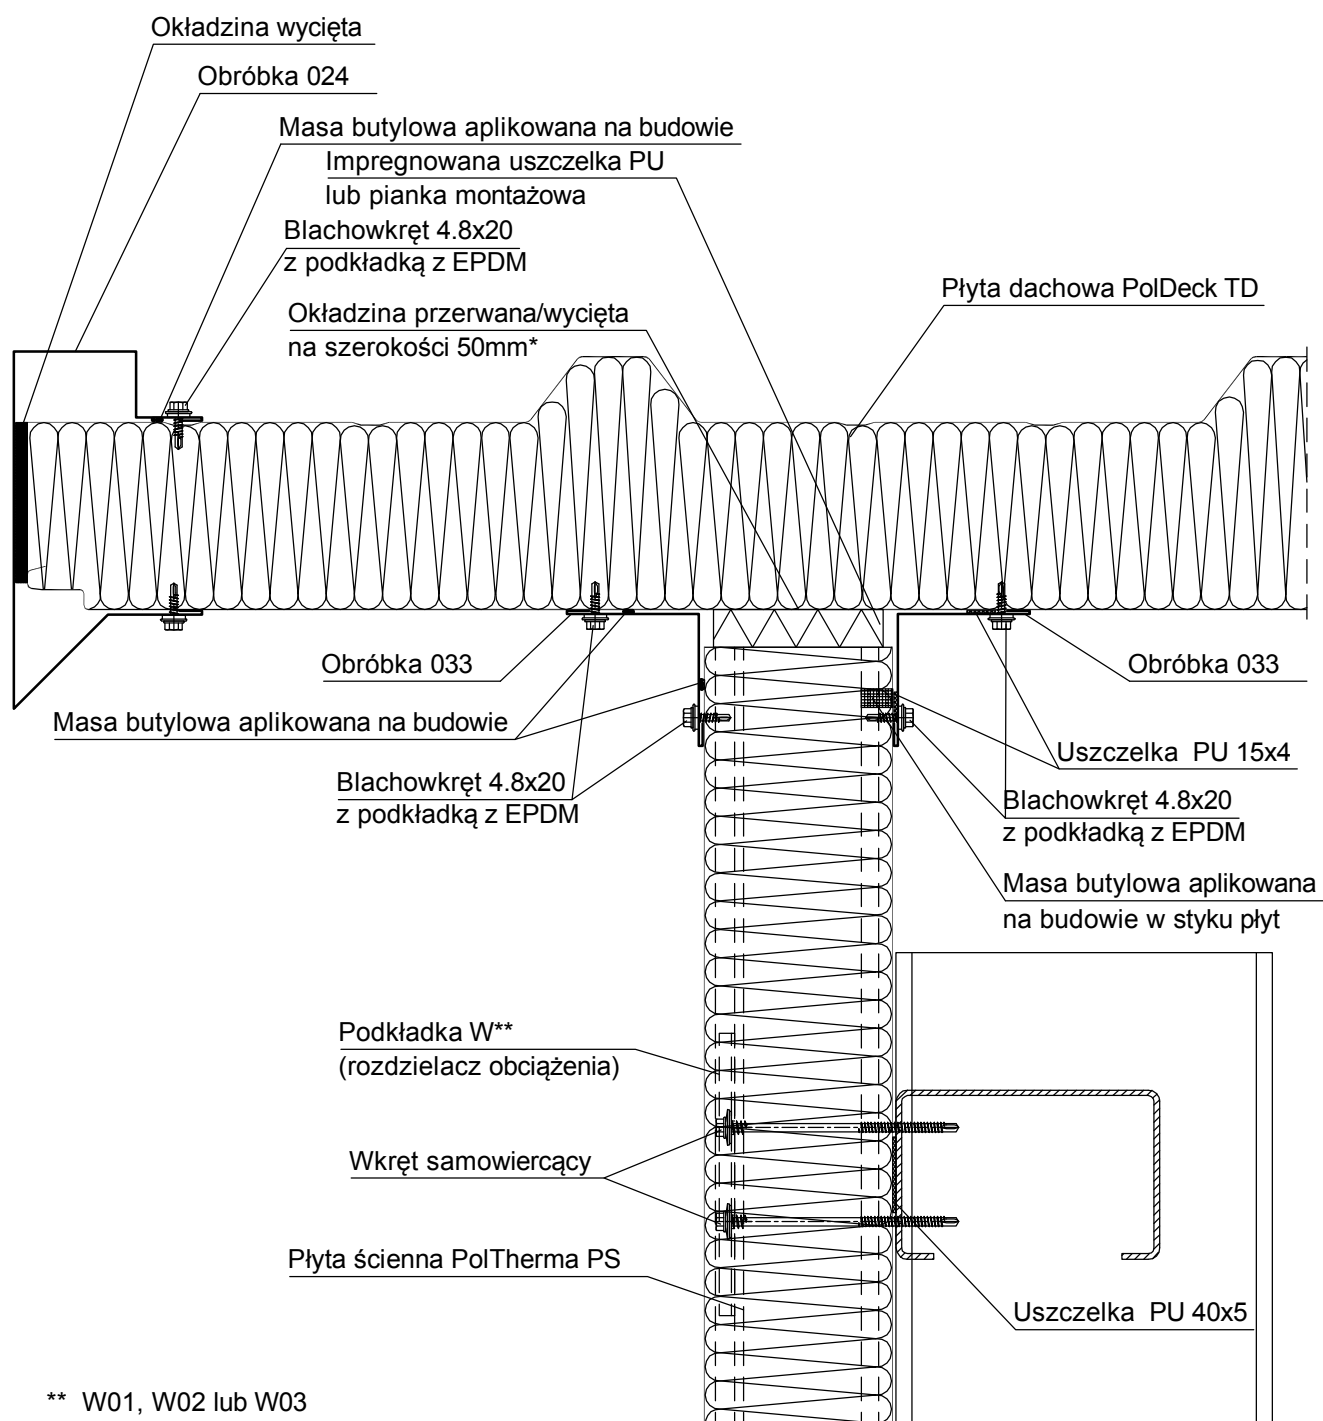 Okładzina wycięta
Obróbka 024
Masa butylowa aplikowana na budowie
Impregnowana uszczelka PU
lub pianka montażowa
Blachowkręt 4.8x20
z podkładką z EPDM
Płyta dachowa PolDeck TD
Okładzina przerwana/wycięta
na szerokości 50mm*
Obróbka 033
Obróbka 033
Masa butylowa aplikowana na budowie
Uszczelka PU 15x4
Blachowkręt 4.8x20
z podkładką z EPDM
Blachowkręt 4.8x20
z podkładką z EPDM
Masa butylowa aplikowana
na budowie w styku płyt
Podkładka W**
(rozdzielacz obciążenia)
Wkręt samowiercący
Płyta ścienna PolTherma PS
Uszczelka PU 40x5
** W01, W02 lub W03